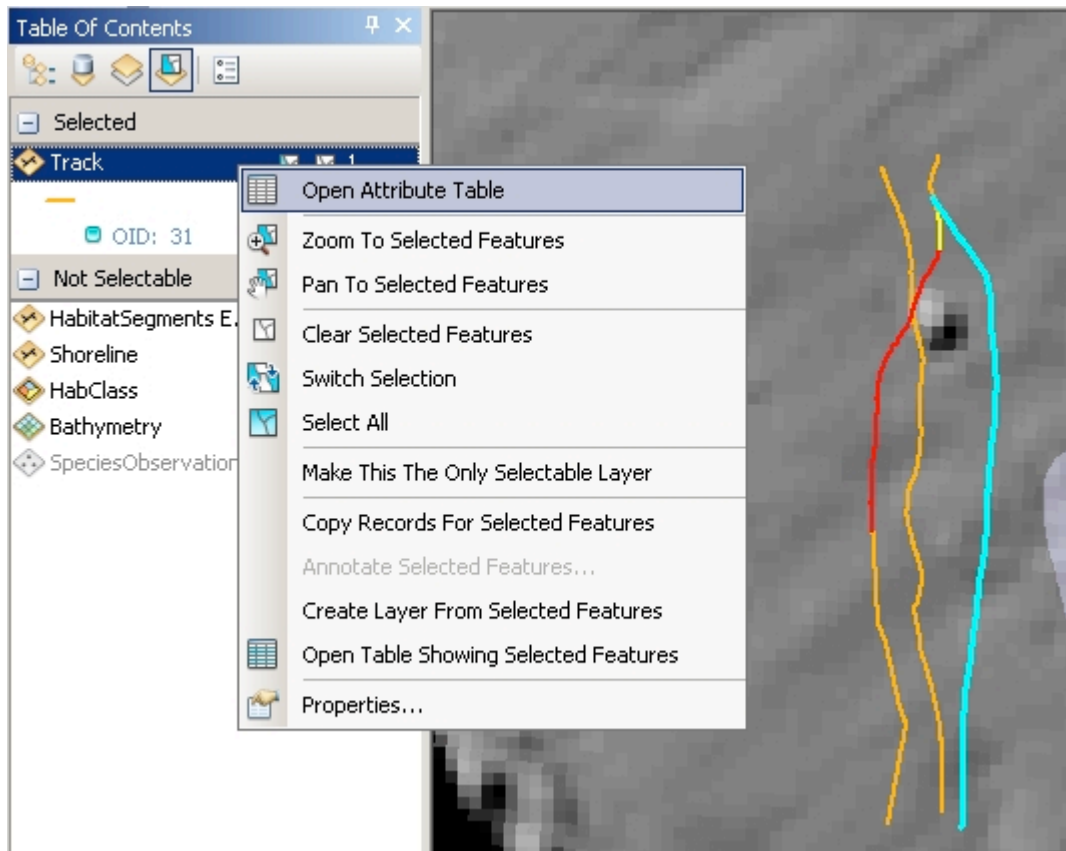 Table Of Contents
Selected
Track 1
OID: 31
Not Selectable
HabitatSegments E.
Shoreline
HabClass
Bathymetry
SpeciesObservation
Open Attribute Table
Zoom To Selected Features
Pan To Selected Features
Clear Selected Features
Switch Selection
Select All
Make This The Only Selectable Layer
Copy Records For Selected Features
Annotate Selected Features...
Create Layer From Selected Features
Open Table Showing Selected Features
Properties...